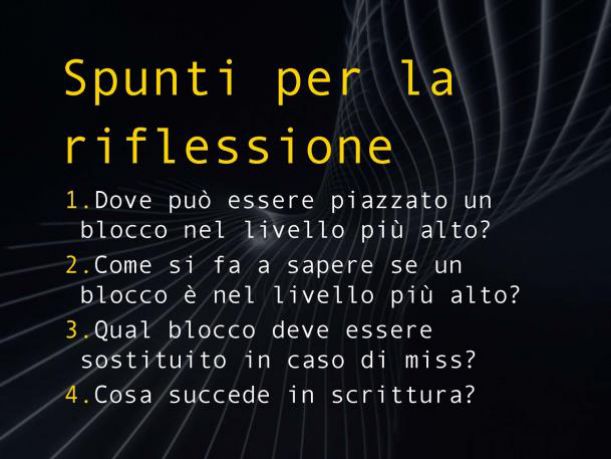 Spunti per la
riflessione
1.Dove può essere piazzato un
blocco nel livello più alto?
2.Come si fa a sapere se un
blocco è nel livello più alto?
3.Qual blocco deve essere
sostituito in caso di miss?
4.Cosa succede in scrittura?